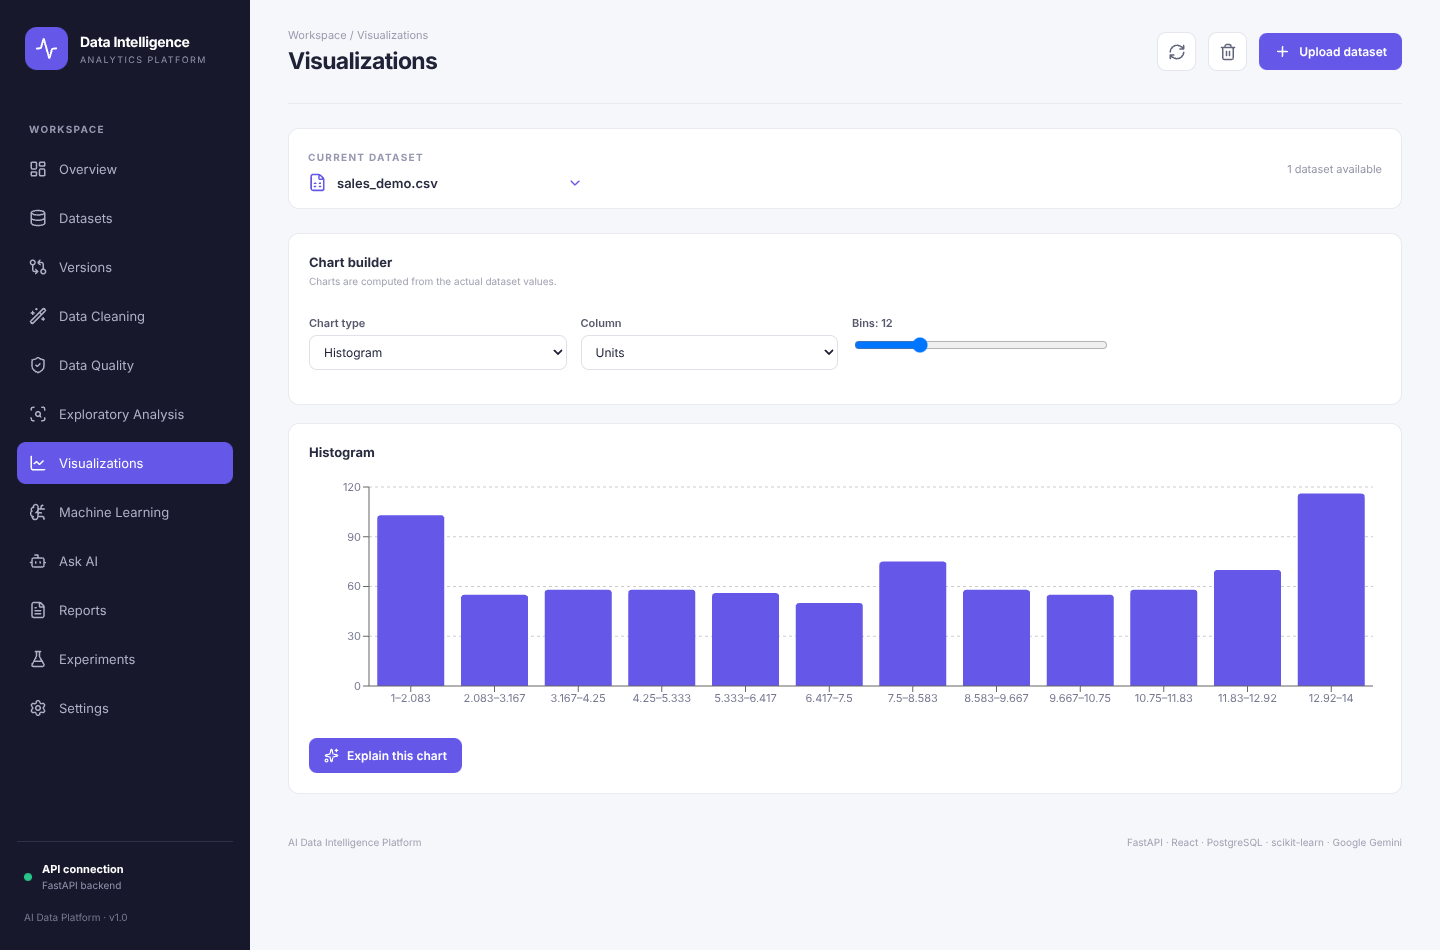 Data Intelligence
ANALYTICS PLATFORM
WORKSPACE
Overview
Datasets
Versions
Data Cleaning
Data Quality
Exploratory Analysis
Visualizations
Machine Learning
Ask AI
Reports
Experiments
Settings
API connection
FastAPI backend
AI Data Platform · v1.0
Workspace / Visualizations
Visualizations
Upload dataset
CURRENT DATASET
sales_demo.csv
1 dataset available
Chart builder
Charts are computed from the actual dataset values.
Chart type
Column
Bins: 12
Histogram
Units
Histogram
120
90
60
30
0
1–2.083 2.083–3.167 3.167–4.25 4.25–5.333 5.333–6.417 6.417–7.5 7.5–8.583 8.583–9.667 9.667–10.75 10.75–11.83 11.83–12.92 12.92–14
Explain this chart
AI Data Intelligence Platform
FastAPI · React · PostgreSQL · scikit-learn · Google Gemini